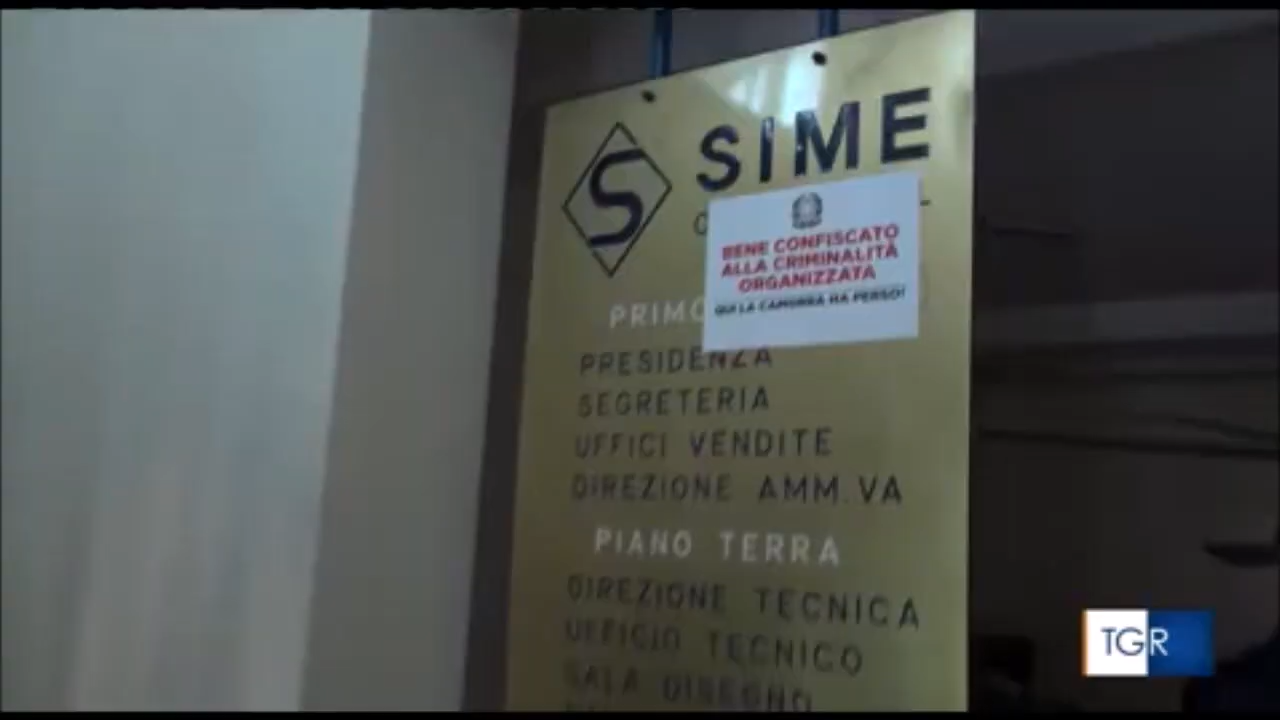 S
SIME
BENE CONFISCATO
ALLA CRIMINALITÀ
ORGANIZZATA
QUI LA CAMORRA HA PERSO!
PRIMO
PRESIDENZA
SEGRETERIA
UFFICI VENDITE
DIREZIONE AMM.VA
PIANO TERRA
DIREZIONE TECNICA
UFFICIO TECNICO
SALA DISEGNO
TGR